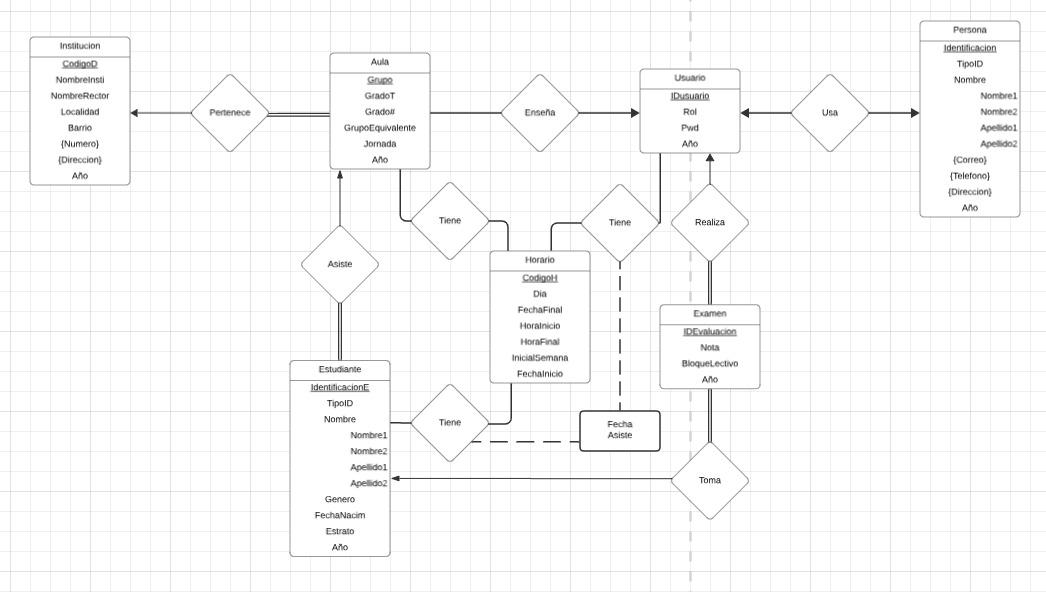 Institucion
CodigoD
NombreInsti
NombreRector
Localidad
Barrio
{Numero}
{Direccion}
Año
Pertenece
Aula
Grupo
GradoT
Grado#
GrupoEquivalente
Jornada
Año
Enseña
Usuario
IDusuario
Rol
Pwd
Año
Usa
Persona
Identificacion
TipoID
Nombre
Nombre1
Nombre2
Apellido1
Apellido2
{Correo}
{Telefono}
{Direccion}
Año
Asiste
Tiene
Tiene
Realiza
Horario
CodigoH
Dia
FechaFinal
HoraInicio
HoraFinal
InicialSemana
FechaInicio
Examen
IDEvaluacion
Nota
BloqueLectivo
Año
Estudiante
IdentificacionE
TipoID
Nombre
Nombre1
Nombre2
Apellido1
Apellido2
Genero
FechaNacim
Estrato
Año
Tiene
Fecha
Asiste
Toma